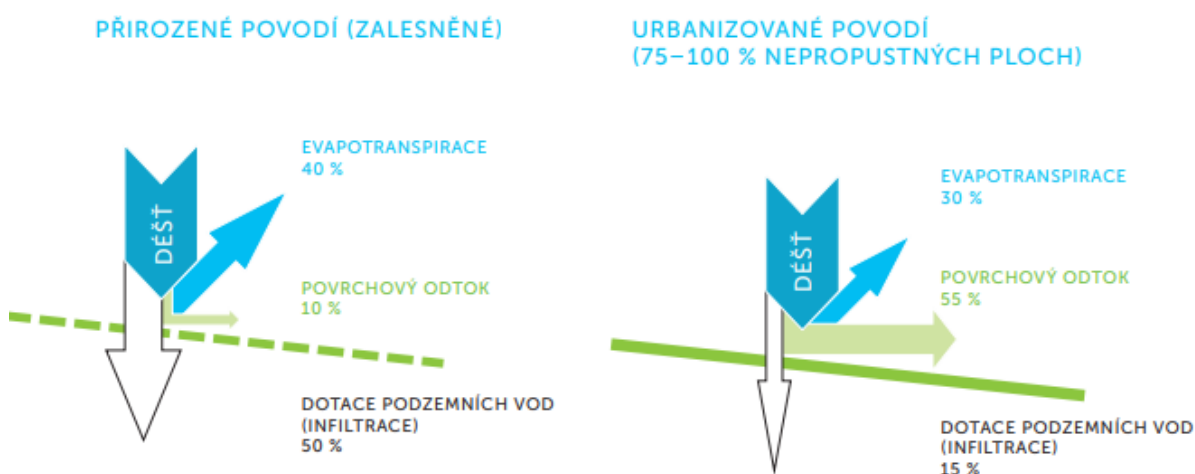 PŘIROZENÉ POVODÍ (ZALESNĚNÉ)
EVAPOTRANSPIRACE
40 %
DÉŠŤ
POVRCHOVÝ ODTOK
10 %
DOTACE PODZEMNÍCH VOD
(INFILTRACE)
50 %
URBANIZOVANÉ POVODÍ
(75–100 % NEPROPUSTNÝCH PLOCH)
EVAPOTRANSPIRACE
30 %
DÉŠŤ
POVRCHOVÝ ODTOK
55 %
DOTACE PODZEMNÍCH VOD
(INFILTRACE)
15 %